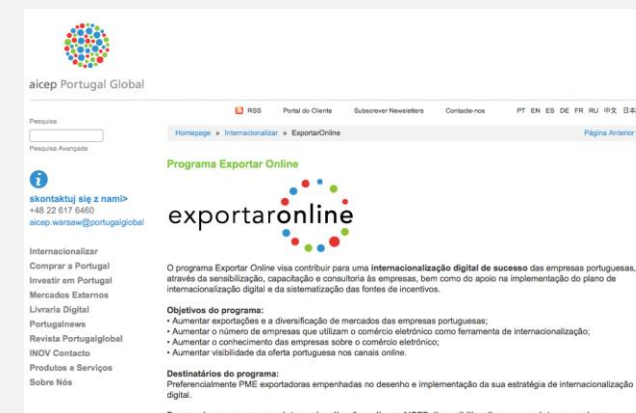 aicep Portugal Global
RSS Portal do Cliente Subscrever Newsletters Contacte-nos PT EN ES DE FR RU 中文 日本
Pesquisa
Pesquisa Avançada
Homepage » Internacionalizar » ExportarOnline Página Anterior
skontaktuj się z nami>
+48 22 617 6460
aicep.warsaw@portugalglobal
Internacionalizar
Comprar a Portugal
Investir em Portugal
Mercados Externos
Livraria Digital
Portugalnews
Revista Portugalglobal
INOV Contacto
Produtos e Serviços
Sobre Nós
Programa Exportar Online
exportaronline
O programa Exportar Online visa contribuir para uma internacionalização digital de sucesso das empresas portuguesas,
através da sensibilização, capacitação e consultoria às empresas, bem como do apoio na implementação do plano de
internacionalização digital e da sistematização das fontes de incentivos.
Objetivos do programa:
• Aumentar exportações e a diversificação de mercados das empresas portuguesas;
• Aumentar o número de empresas que utilizam o comércio eletrónico como ferramenta de internacionalização;
• Aumentar o conhecimento das empresas sobre o comércio eletrónico;
• Aumentar visibilidade da oferta portuguesa nos canais online.
Destinatários do programa:
Preferencialmente PME exportadoras empenhadas no desenho e implementação da sua estratégia de internacionalização
digital.